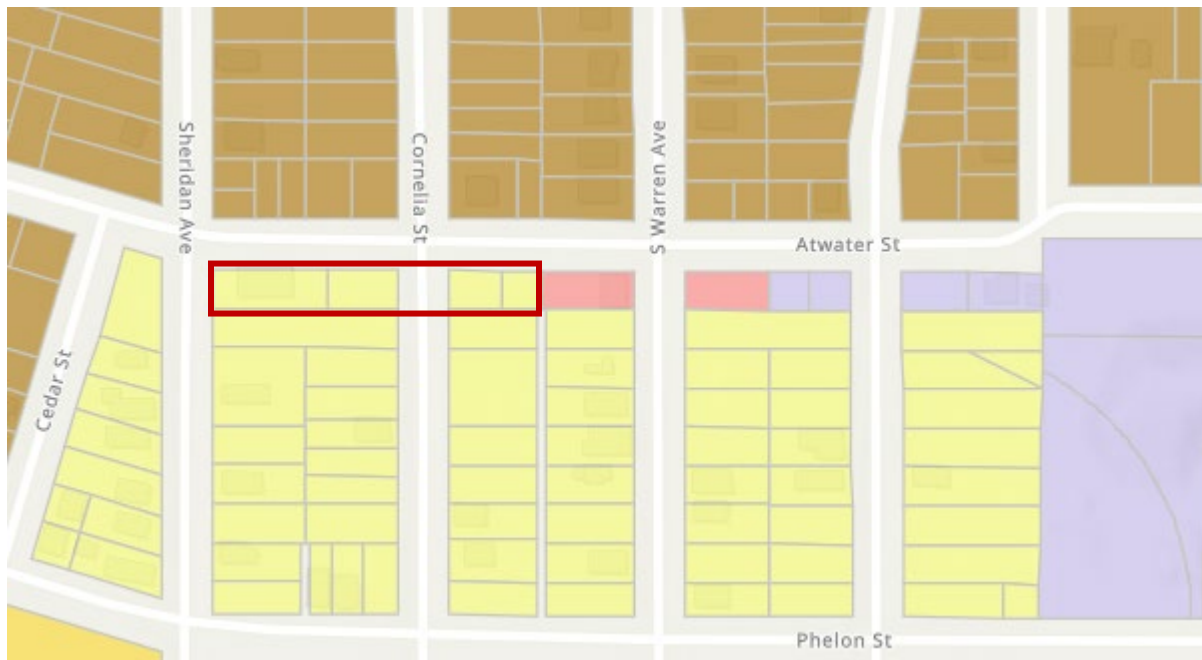 Sheridan Ave
Cornelia St
S Warren Ave
Atwater St
Cedar St
Phelon St